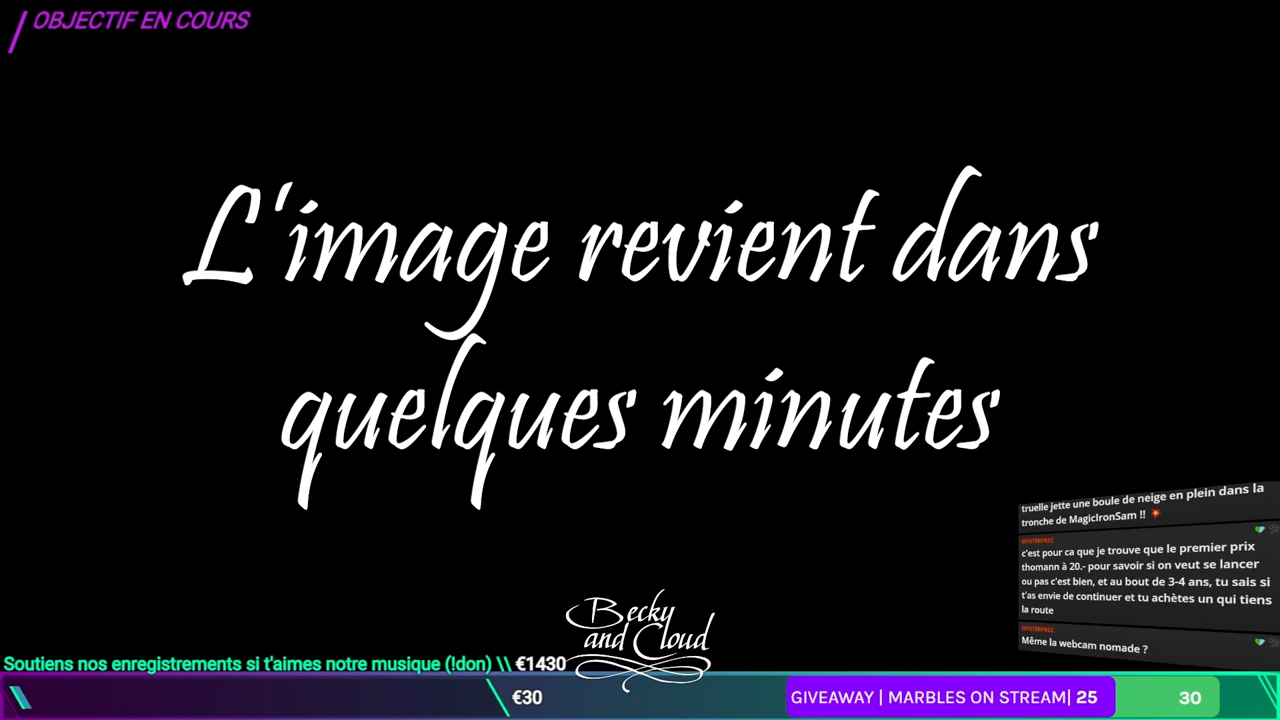 OBJECTIF EN COURS
L'image revient dans
quelques minutes
truelle jette une boule de neige en plein dans la
tronche de MagicIronSam !!
MYSTERFREZ
c'est pour ca que je trouve que le premier prix
thomann à 20.- pour savoir si on veut se lancer
ou pas c'est bien, et au bout de 3-4 ans, tu sais si
t'as envie de continuer et tu achètes un qui tiens
la route
MYSTERFREZ
Même la webcam nomade ?
Becky
and Cloud
Soutiens nos enregistrements si t'aimes notre musique (!don) \\ €1430
€30
GIVEAWAY | MARBLES ON STREAM| 25
30